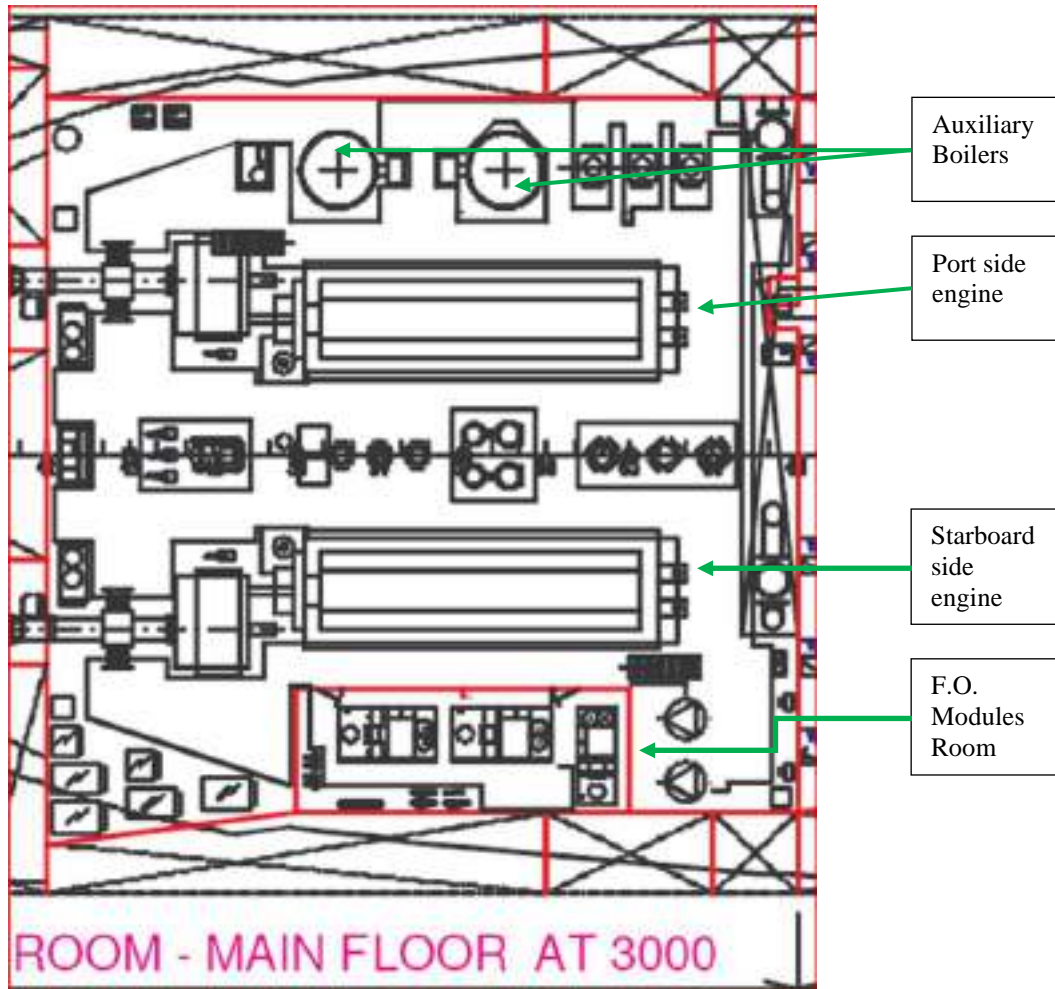 Auxiliary
Boilers
Port side
engine
Starboard
side
engine
F.O.
Modules
Room
ROOM - MAIN FLOOR AT 3000